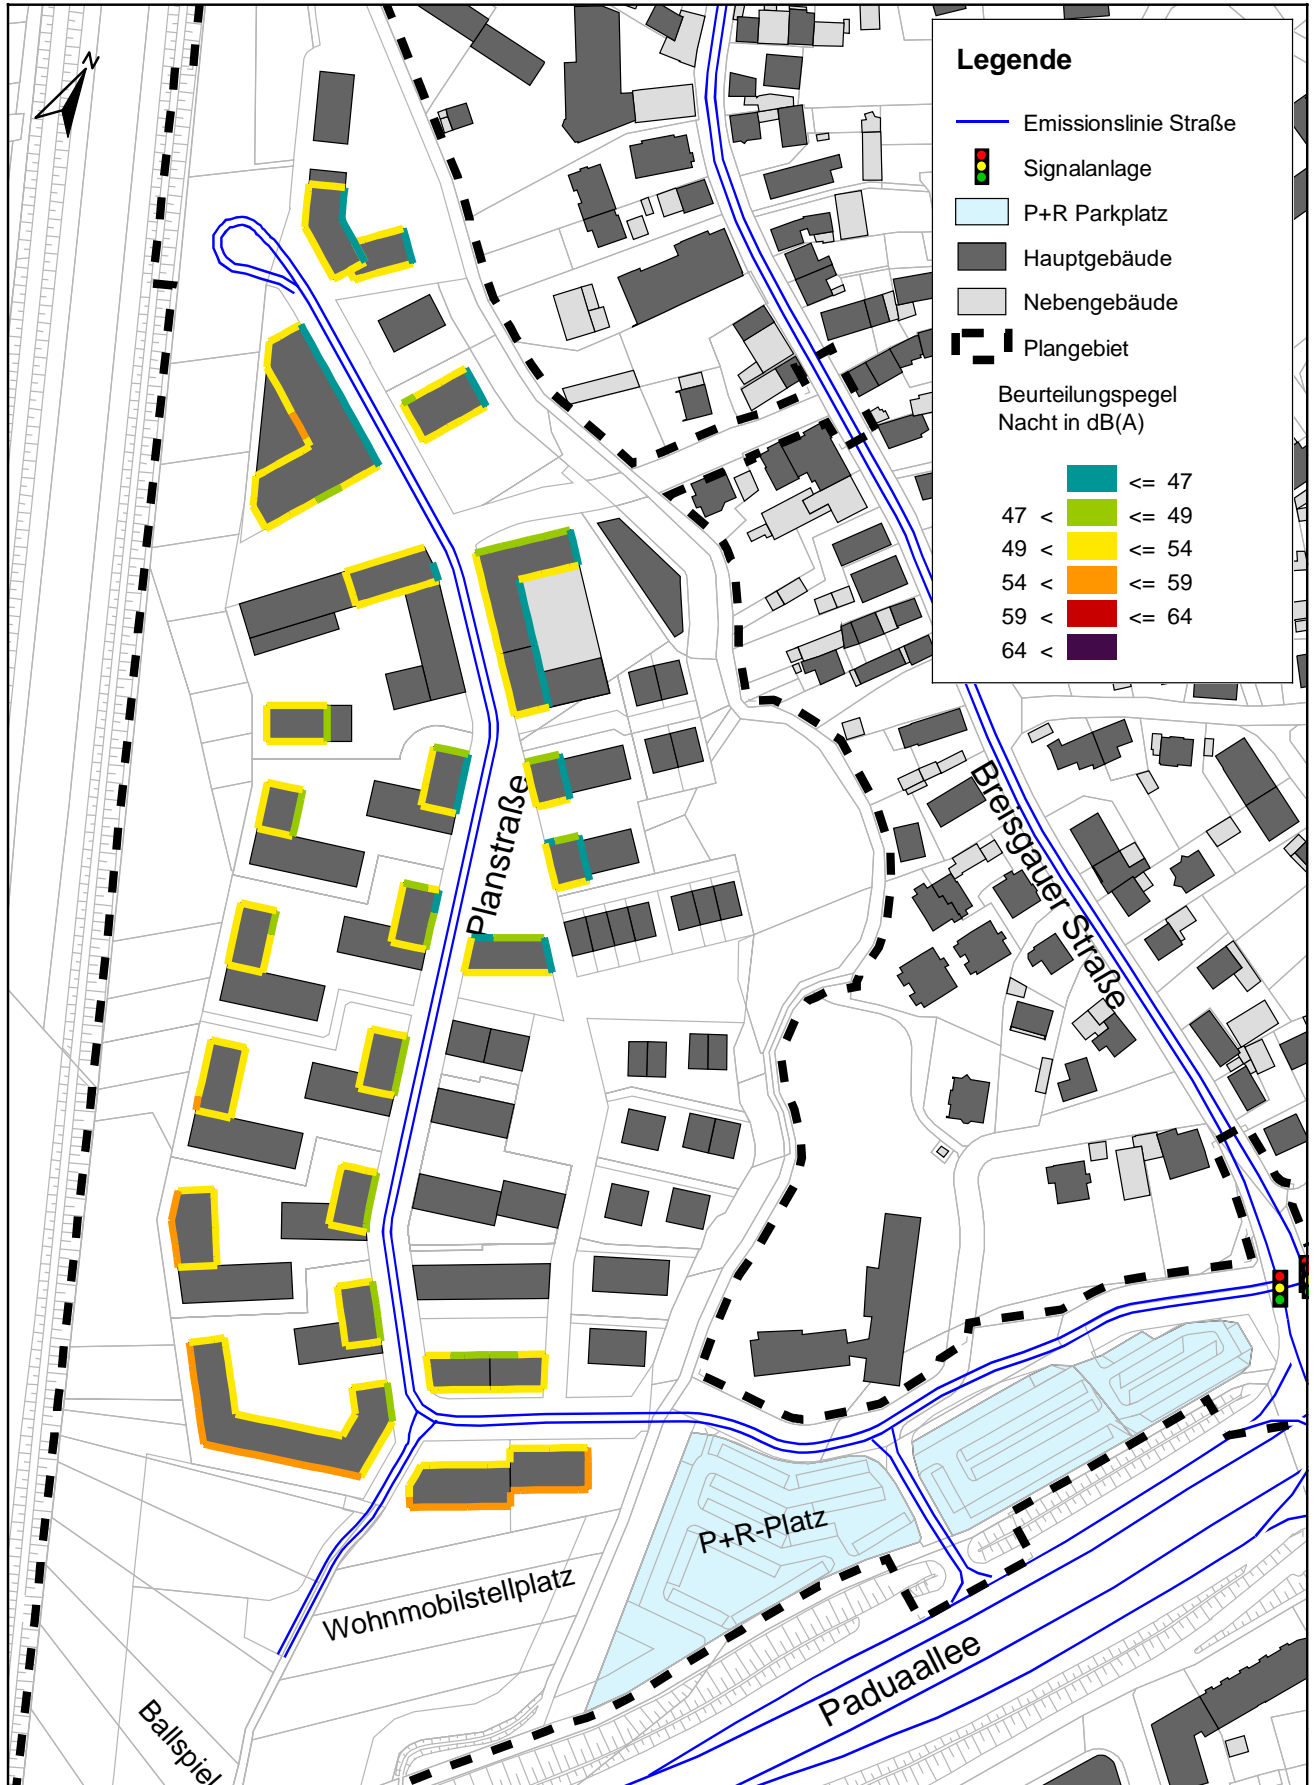 N
Legende
Emissionslinie Straße
Signalanlage
P+R Parkplatz
Hauptgebäude
Nebengebäude
Plangebiet
Beurteilungspegel
Nacht in dB(A)
<= 47
47 < <= 49
49 < <= 54
54 < <= 59
59 < <= 64
64 <
Planstraße
Breisgauer Straße
P+R-Platz
Wohnmobilstellplatz
Paduaallee
Ballspiel